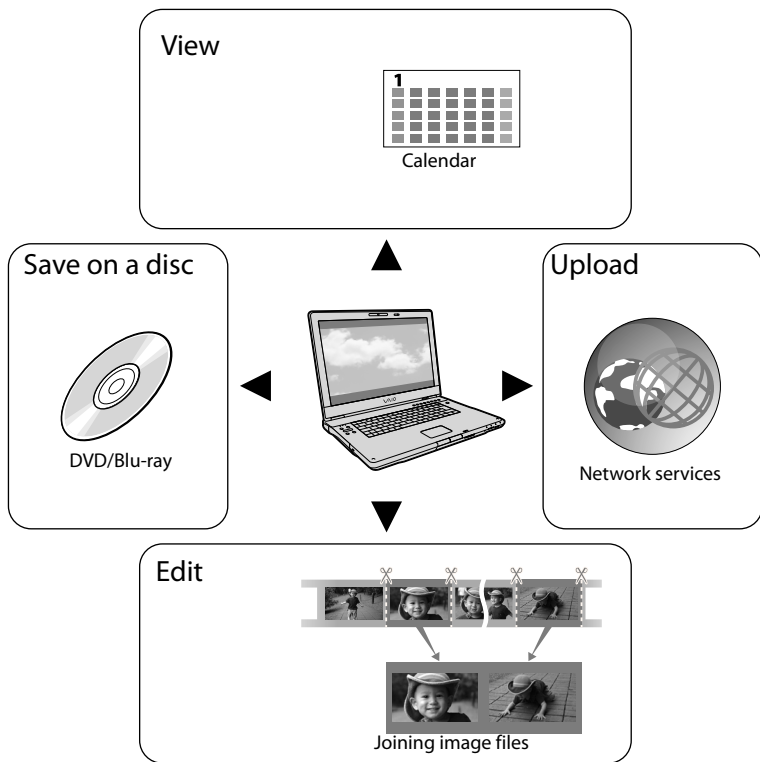 View
1
Calendar
Save on a disc
DVD/Blu-ray
VAIO
Upload
Network services
Edit
Joining image files